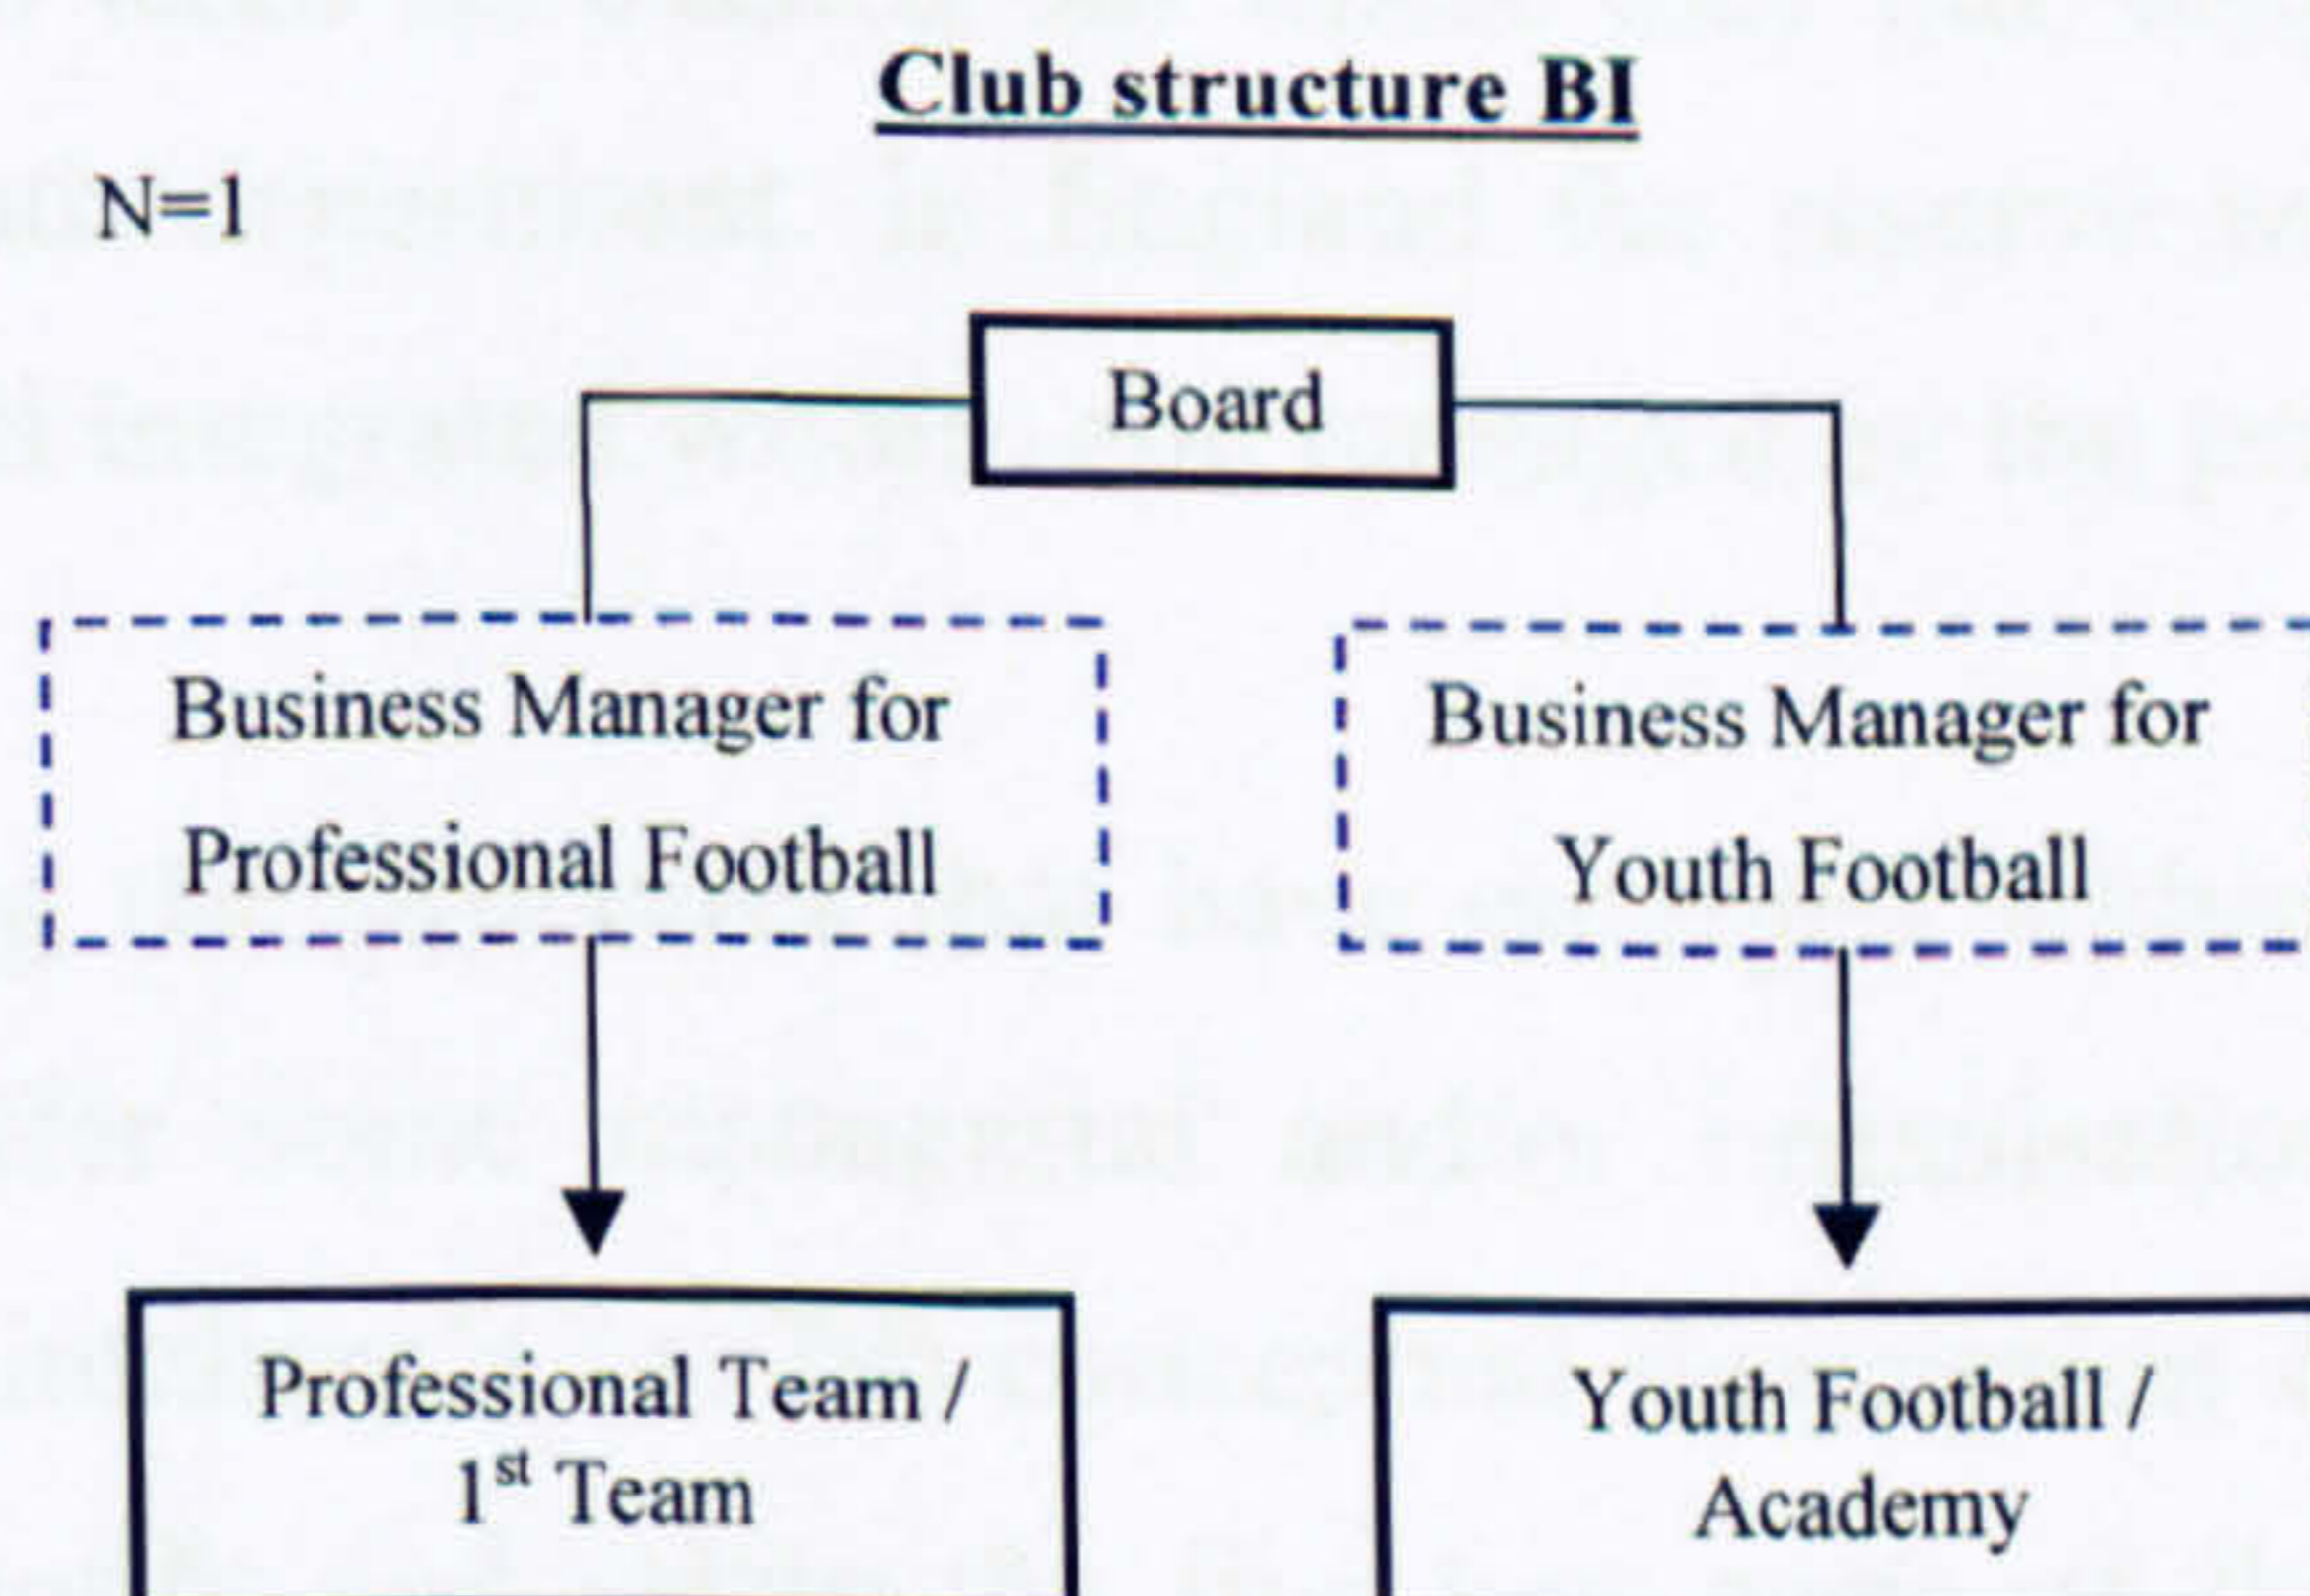 Club structure BI
N=1
Board
Business Manager for
Professional Football
Business Manager for
Youth Football
Professional Team /
1st Team
Youth Football /
Academy